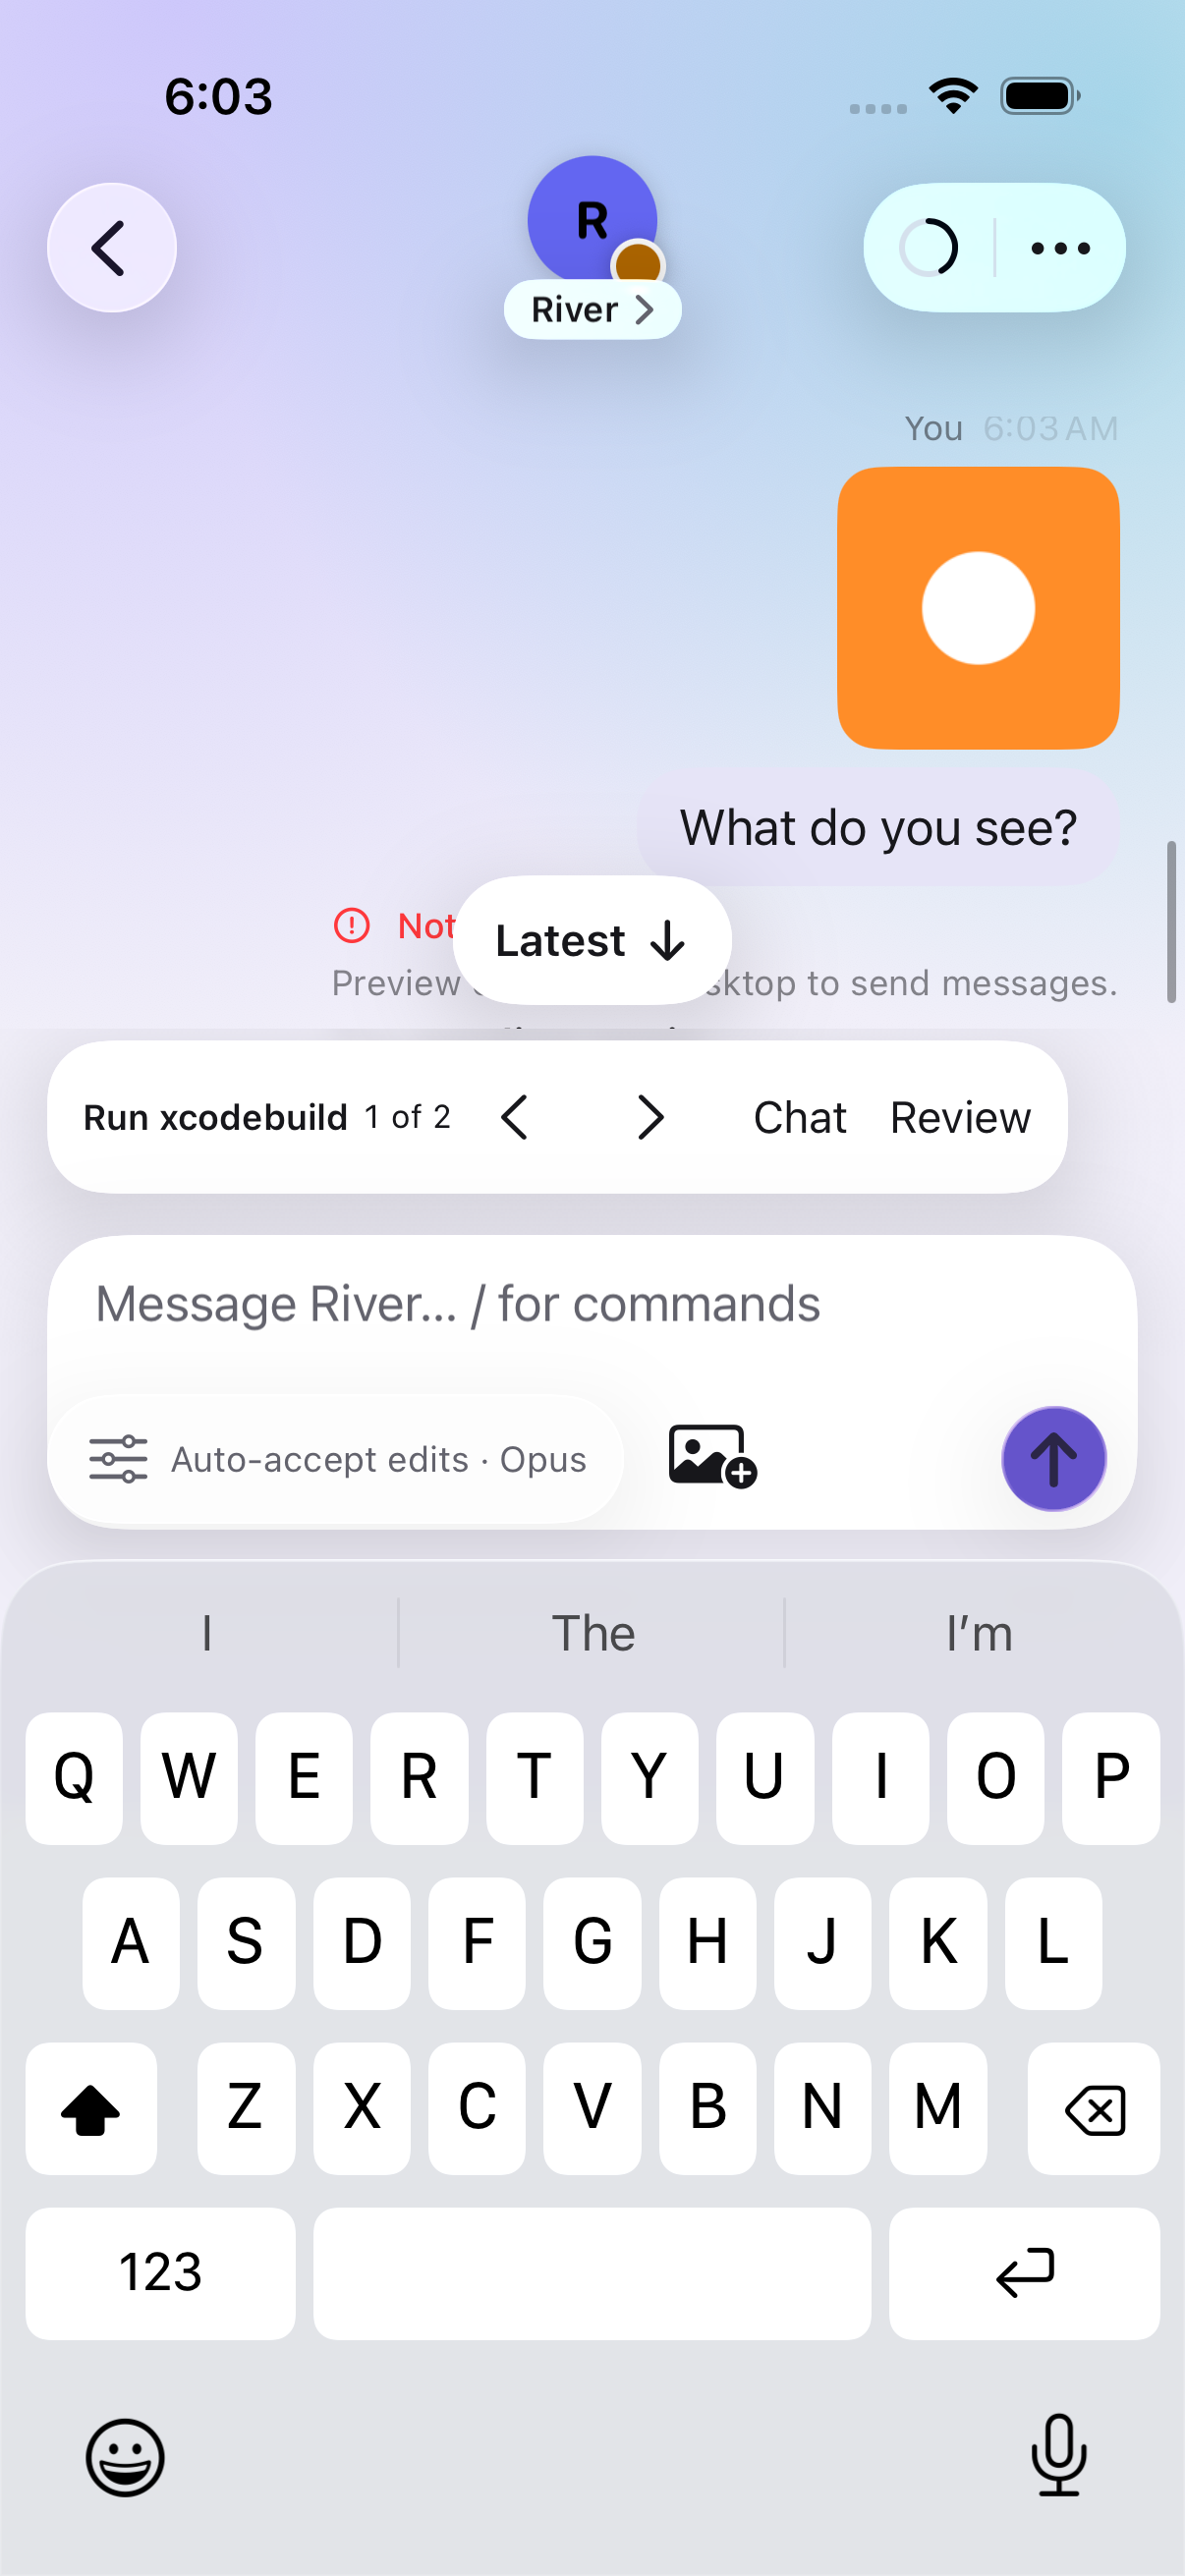 6:03
R
River
You 6:03 AM
What do you see?
Latest
Preview sktop to send messages.
Run xcodebuild 1 of 2
Chat Review
Message River... / for commands
Auto-accept edits · Opus
I The I’m
Q W E R T Y U I O P
A S D F G H J K L
Z X C V B N M
123